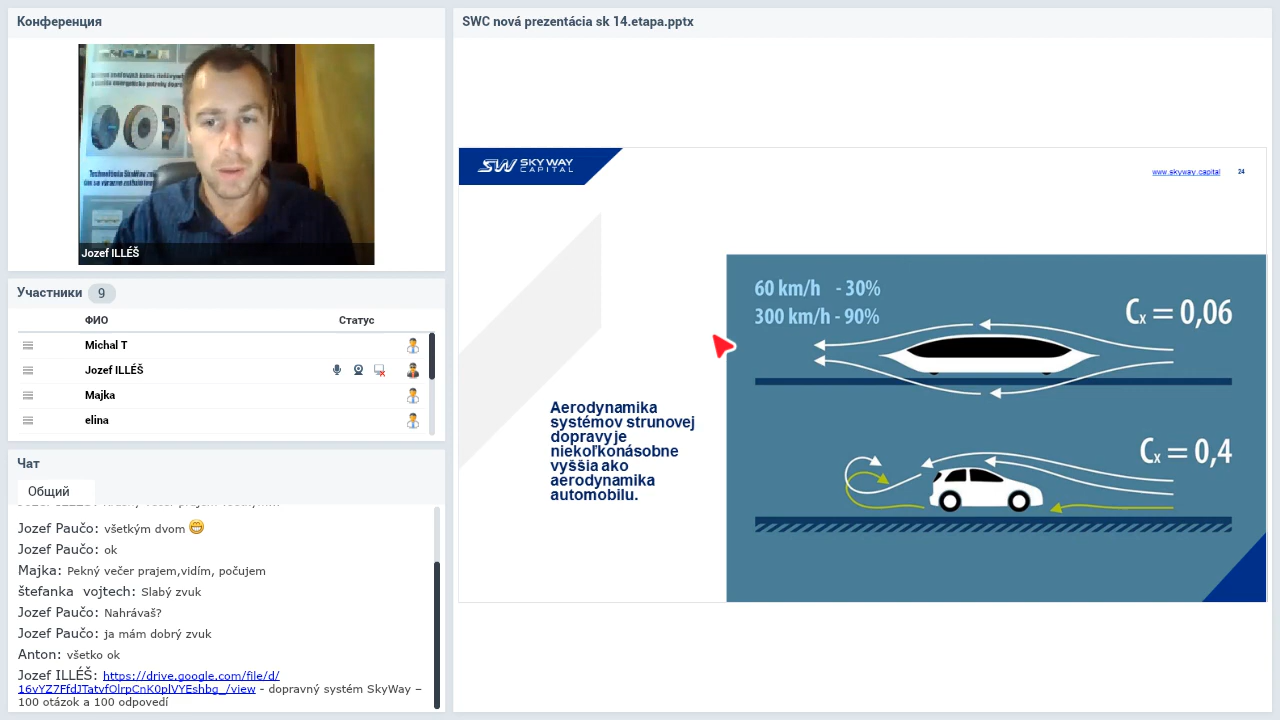 Конференция
Jozef ILLÉŠ
Участники 9
ФИО Статус
Michal T
Jozef ILLÉŠ
Majka
elina
Чат
Общий
Jozef Paučo: všetkým dvom
Jozef Paučo: ok
Majka: Pekný večer prajem,vidím, počujem
štefanka vojtech: Slabý zvuk
Jozef Paučo: Nahrávaš?
Jozef Paučo: ja mám dobrý zvuk
Anton: všetko ok
Jozef ILLÉŠ: https://drive.google.com/file/d/
16vYZ7FfdJTatvfOlrpCnK0plVYEshbg_/view - dopravný systém SkyWay –
100 otázok a 100 odpovedí
SWC nová prezentácia sk 14.etapa.pptx
SW SKY WAY
CAPITAL
www.skyway.capital 24
Aerodynamika
systémov strunovej
dopravy je
niekoľkonásobne
vyššia ako
aerodynamika
automobilu.
60 km/h - 30%
300 km/h - 90%
Cx = 0,06
Cx = 0,4